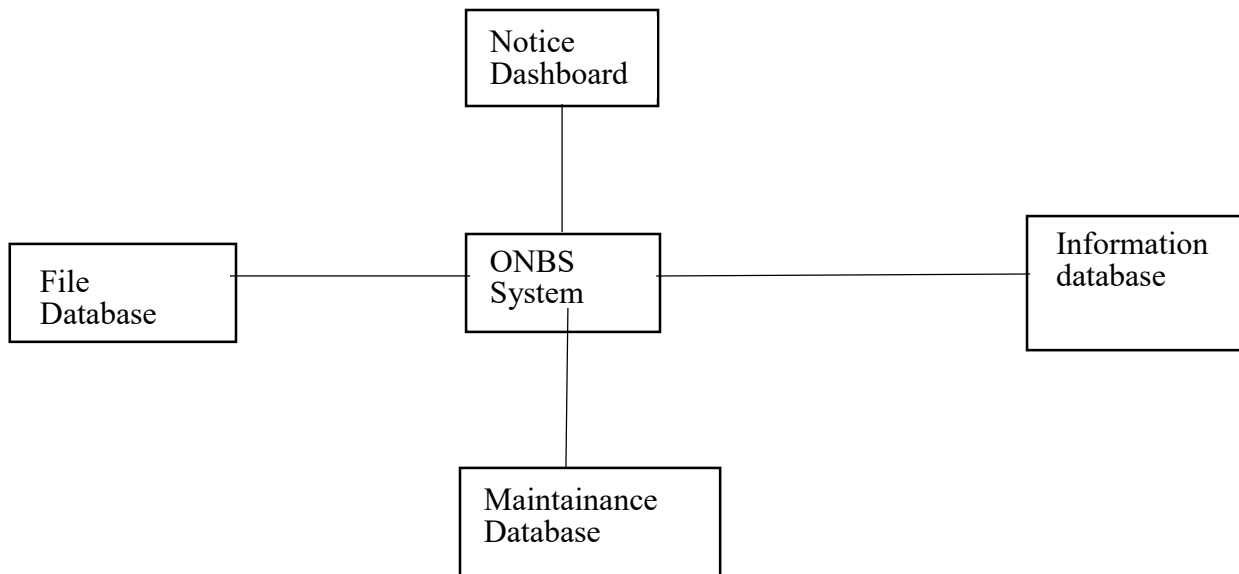 Notice
Dashboard
File
Database
ONBS
System
Information
database
Maintainance
Database